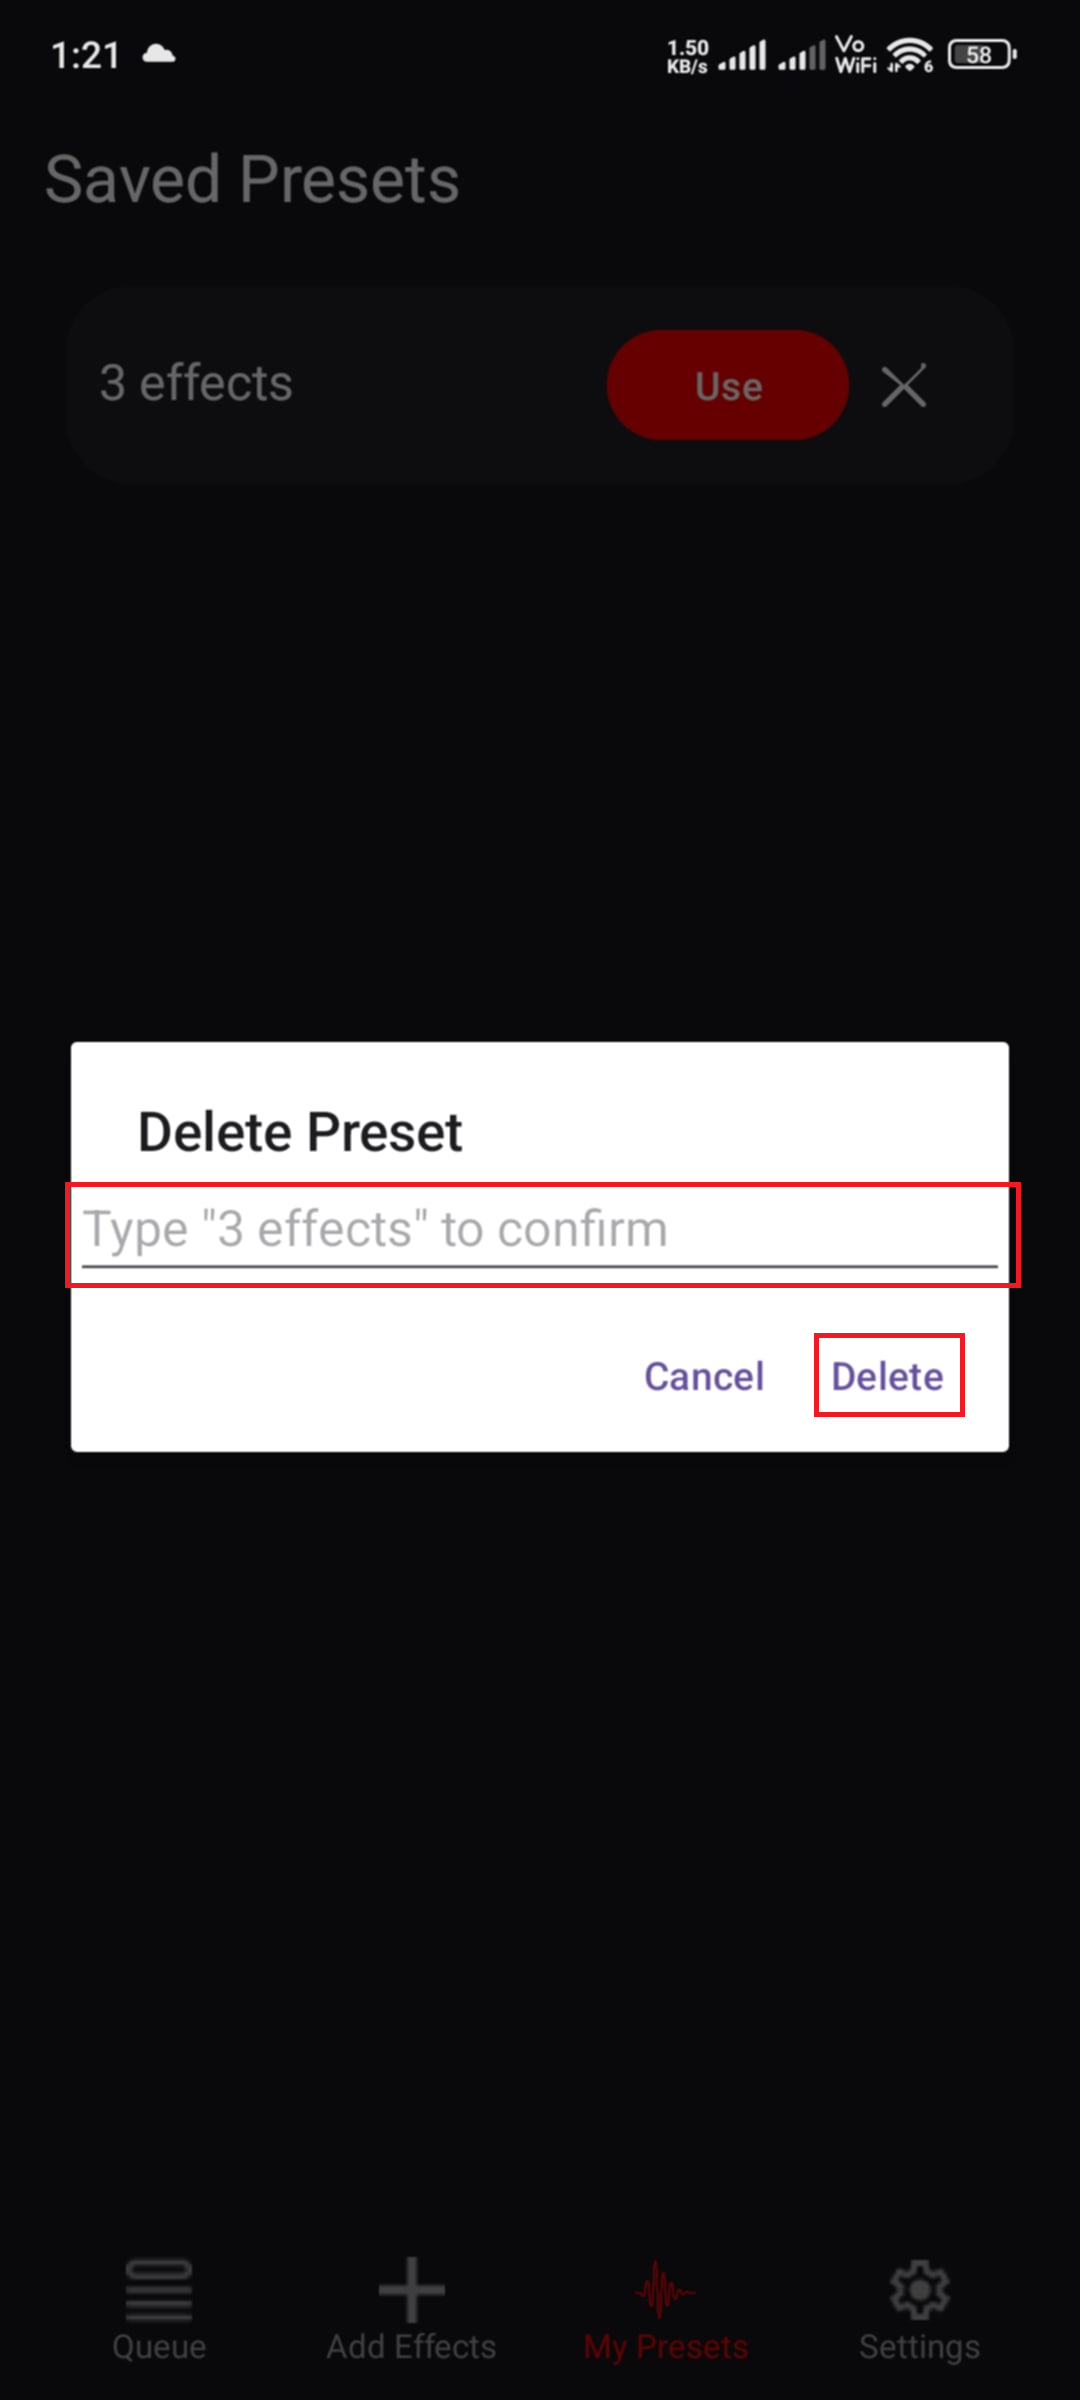 1:21
1.50
KB/s
Vo
WiFi
6
58
Saved Presets
3 effects
Use
Delete Preset
Type "3 effects" to confirm
Cancel
Delete
Queue
Add Effects
My Presets
Settings